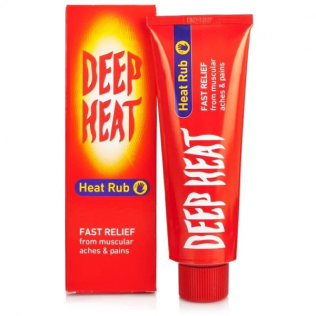 DEEP
HEAT
Heat Rub
FAST RELIEF
from muscular
aches & pains
DEEP HEAT
Heat Rub
FAST RELIEF
from muscular
aches & pains